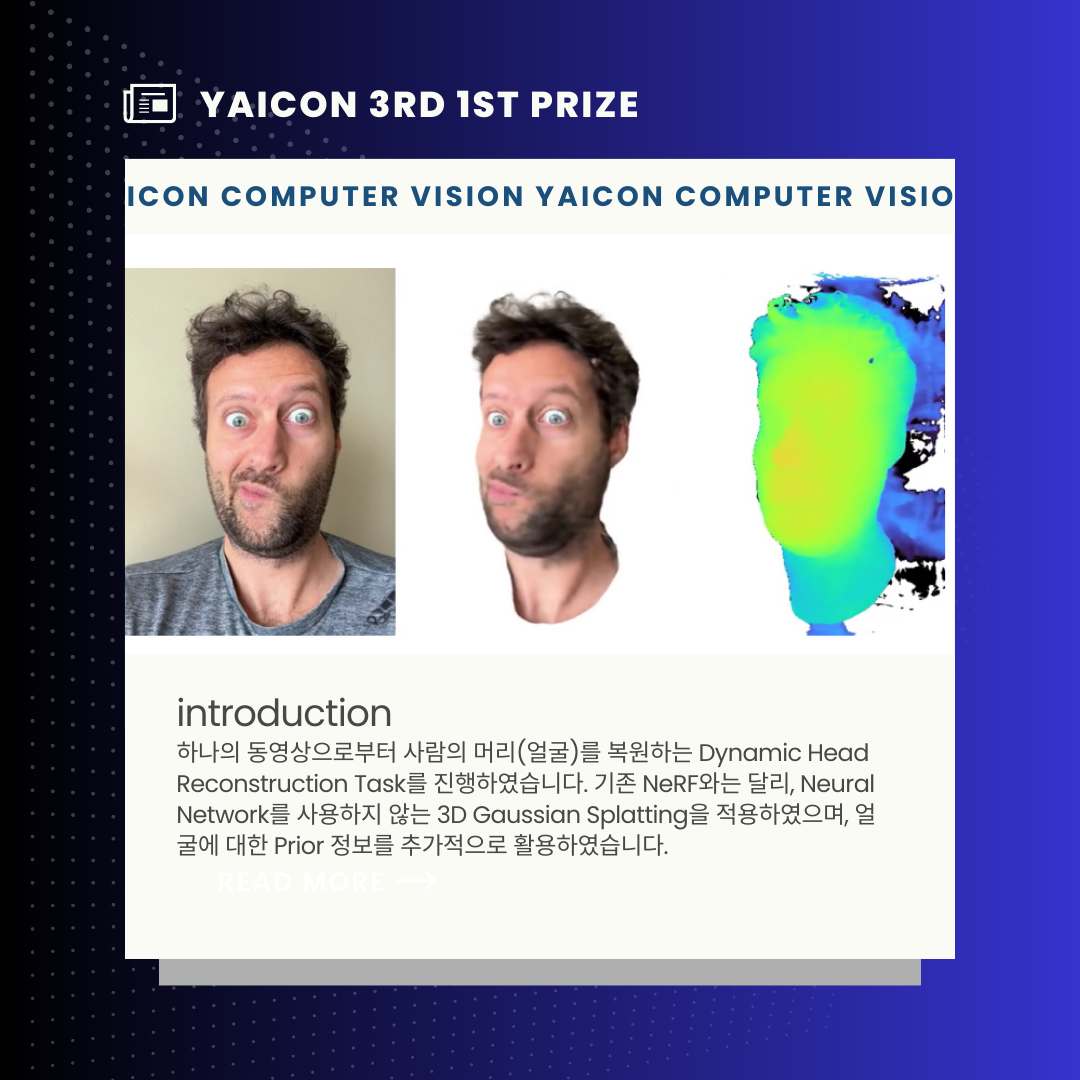 YAICON 3RD 1ST PRIZE
ICON COMPUTER VISION YAICON COMPUTER VISIO
introduction
하나의 동영상으로부터 사람의 머리(얼굴)를 복원하는 Dynamic Head
Reconstruction Task를 진행하였습니다. 기존 NeRF와는 달리, Neural
Network를 사용하지 않는 3D Gaussian Splatting을 적용하였으며, 얼
굴에 대한 Prior 정보를 추가적으로 활용하였습니다.
READ MORE ⟶